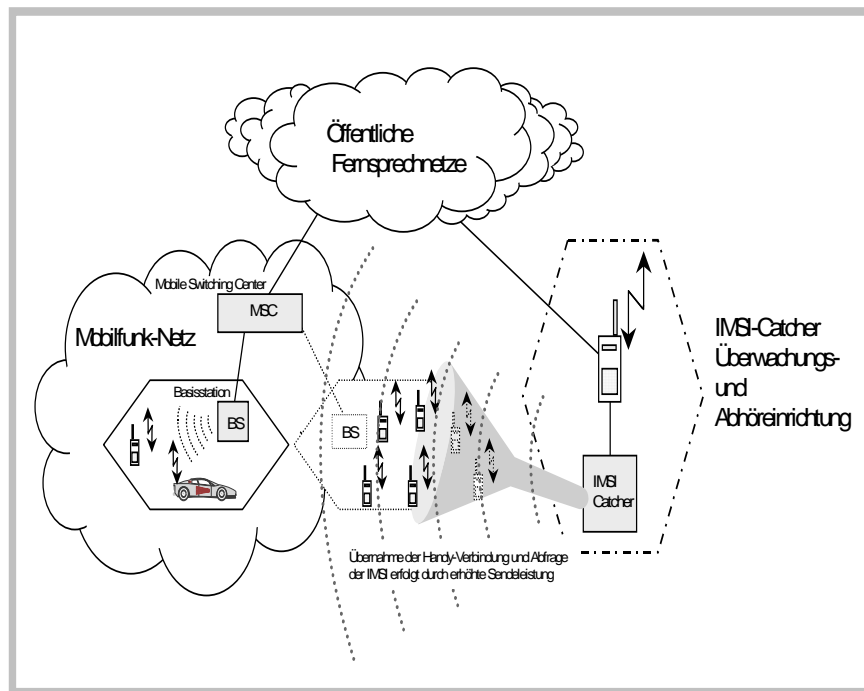 Öffentliche
Fernsprechnetze
Mobile Switching Center
MSC
Mobilfunk-Netz
Basisstation
BS
BS
IMSI-Catcher
Überwachungs-
und
Abhöreinrichtung
IMSI
Catcher
Übernahme der Handy-Verbindung und Abfrage
der IMSI erfolgt durch erhöhte Sendeleistung